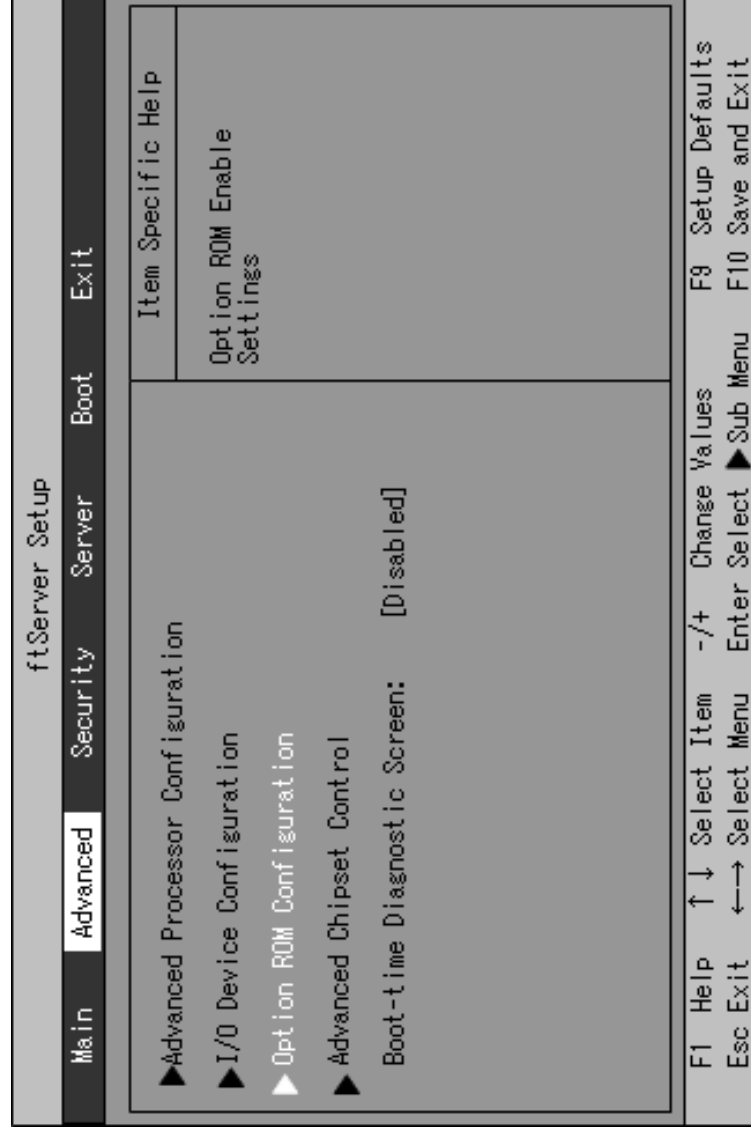 ftServer Setup
Main Advanced Security Server Boot Exit
▶Advanced Processor Configuration
▶I/O Device Configuration
▶Option ROM Configuration
▶Advanced Chipset Control
Boot-time Diagnostic Screen: [Disabled]
Item Specific Help
Option ROM Enable
Settings
F1 Help ↑↓ Select Item -/+ Change Values F9 Setup Defaults
Esc Exit ←→ Select Menu Enter Select ▶Sub Menu F10 Save and Exit